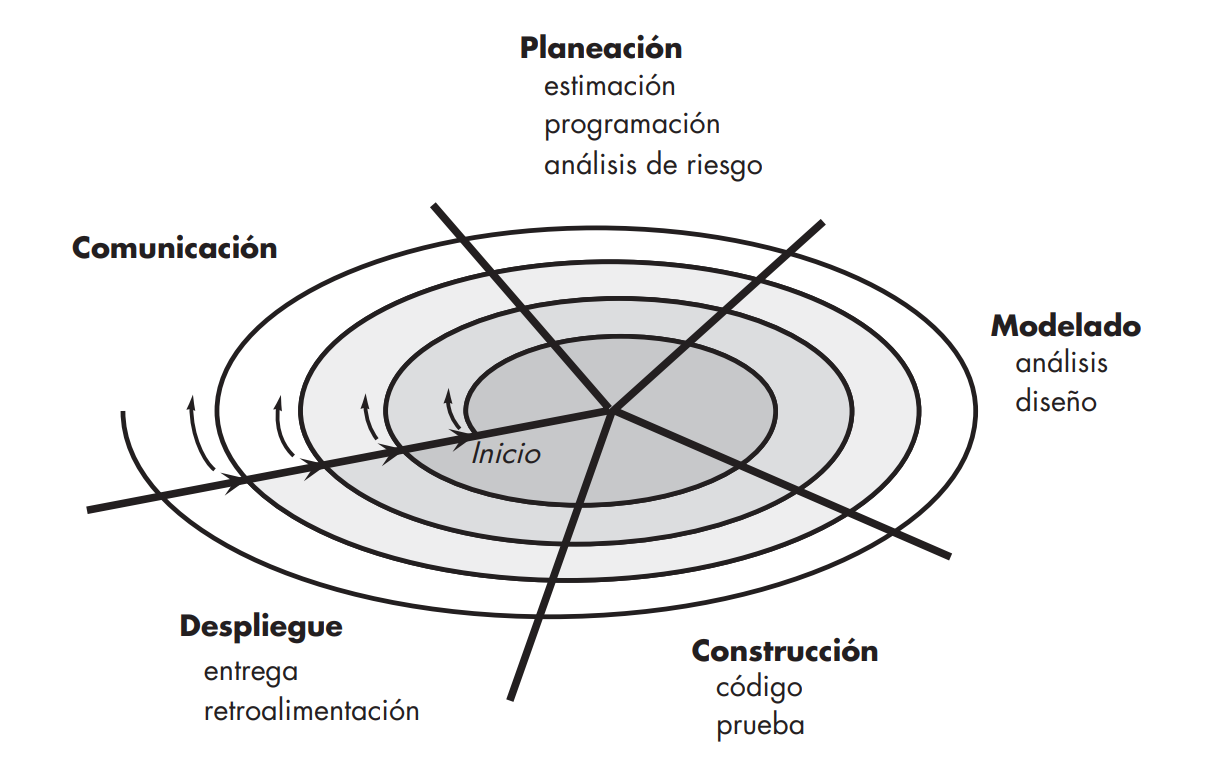 Planeación
estimación
programación
análisis de riesgo
Comunicación
Modelado
análisis
diseño
Inicio
Despliegue
entrega
retroalimentación
Construcción
código
prueba